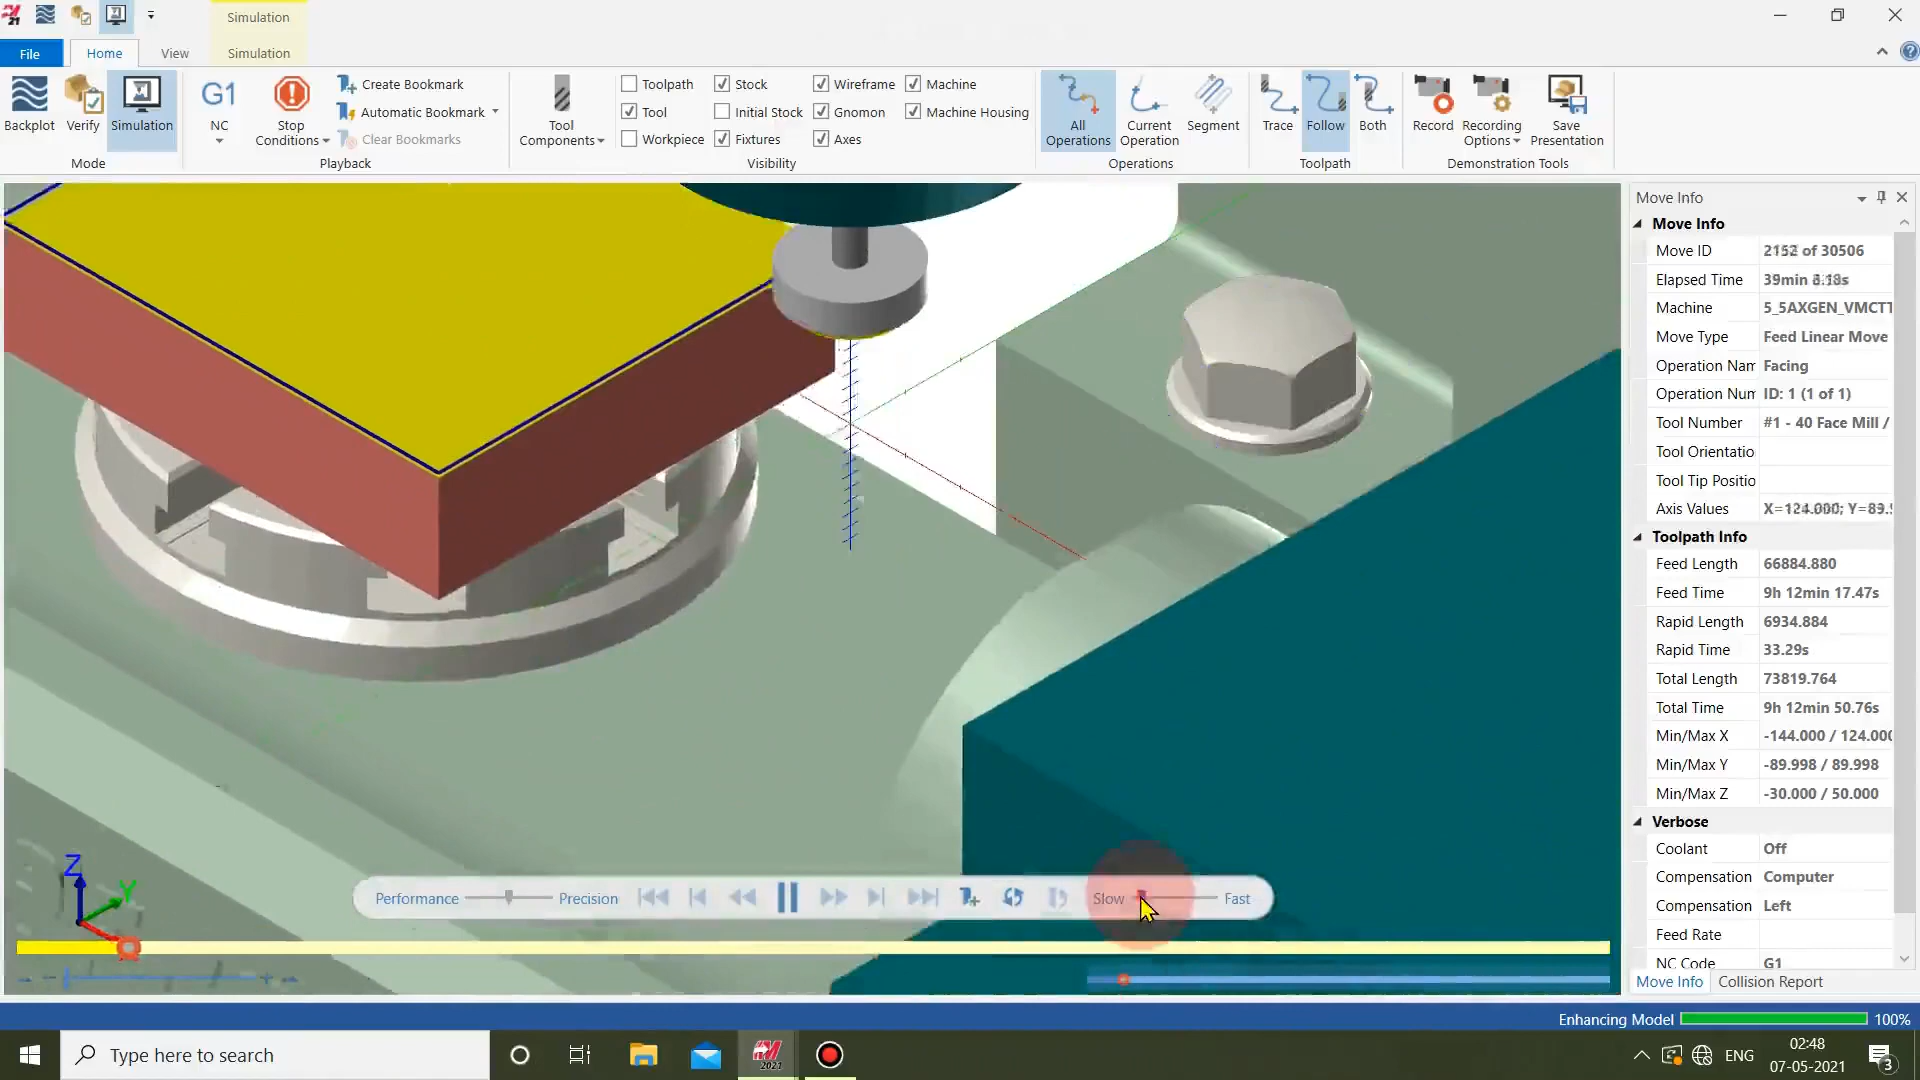 Simulation
File
Home
View
Simulation
Backplot
Verify
Simulation
Mode
G1
NC
Stop
Conditions
Create Bookmark
Automatic Bookmark
Clear Bookmarks
Playback
Tool
Components
Toolpath
Tool
Workpiece
Stock
Initial Stock
Fixtures
Wireframe
Gnomon
Axes
Machine
Machine Housing
Visibility
All
Operations
Current
Operation
Segment
Operations
Trace
Follow
Both
Toolpath
Record
Recording
Options
Save
Presentation
Demonstration Tools
Move Info
Move Info
Move ID
2152 of 30506
Elapsed Time
39min
Machine
5_5AXGEN_VMCTT
Move Type
Feed Linear Move
Operation Nam
Facing
Operation Num
ID: 1 (1 of 1)
Tool Number
#1 - 40 Face Mill /
Tool Orientatio
Tool Tip Positio
Axis Values
X=124.000; Y=89.9
Toolpath Info
Feed Length
66884.880
Feed Time
9h 12min 17.47s
Rapid Length
6934.884
Rapid Time
33.29s
Total Length
73819.764
Total Time
9h 12min 50.76s
Min/Max X
-144.000 / 124.000
Min/Max Y
-89.998 / 89.998
Min/Max Z
-30.000 / 50.000
Verbose
Coolant
Off
Compensation
Computer
Compensation
Left
Feed Rate
NC Code
G1
Move Info
Collision Report
Z
Y
Performance
Precision
Slow
Fast
Enhancing Model
100%
Type here to search
2021
ENG
02:48
07-05-2021
3